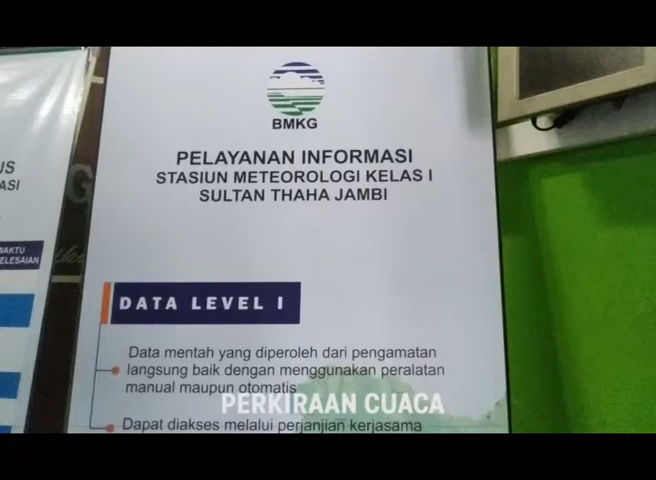 BMKG
PELAYANAN INFORMASI
STASIUN METEOROLOGI KELAS I
SULTAN THAHA JAMBI
DATA LEVEL I
Data mentah yang diperoleh dari pengamatan
langsung baik dengan menggunakan peralatan
manual maupun otomatis
Dapat diakses melalui perjanjian kerjasama
PERKIRAAN CUACA